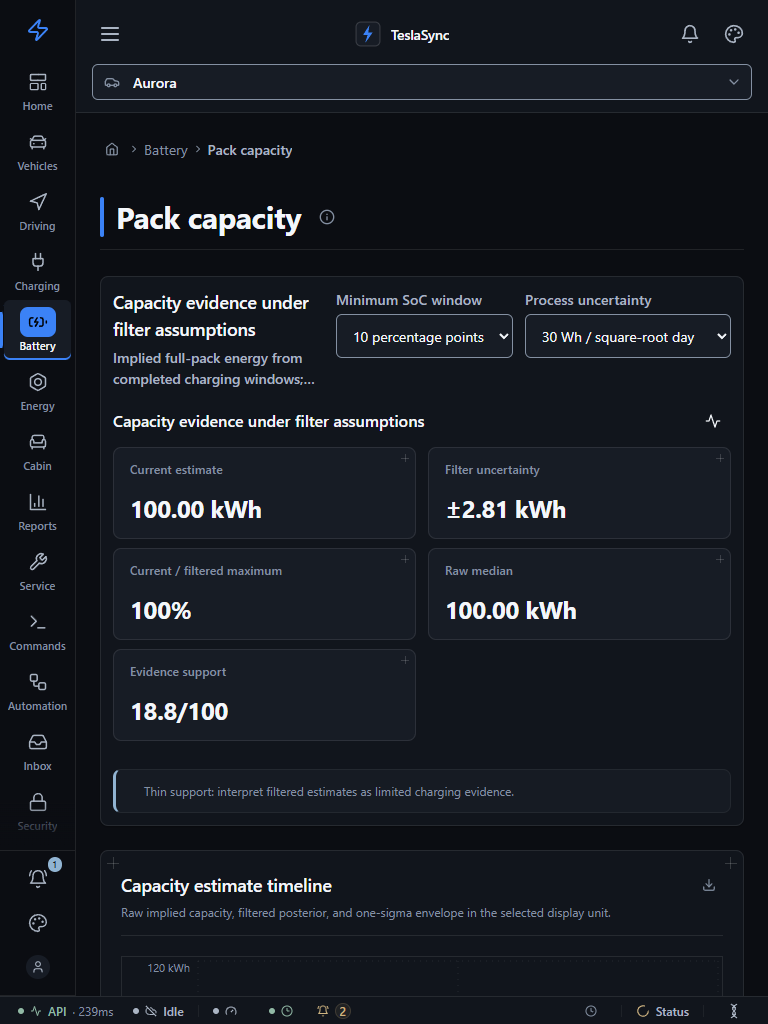 TeslaSync
Aurora
Home
Vehicles
Driving
Charging
Battery
Energy
Cabin
Reports
Service
Commands
Automation
Inbox
Security
1
Battery
Pack capacity
Pack capacity
Capacity evidence under
filter assumptions
Implied full-pack energy from
completed charging windows;...
Minimum SoC window
10 percentage points
Process uncertainty
30 Wh / square-root day
Capacity evidence under filter assumptions
Current estimate
100.00 kWh
Filter uncertainty
±2.81 kWh
Current / filtered maximum
100%
Raw median
100.00 kWh
Evidence support
18.8/100
Thin support: interpret filtered estimates as limited charging evidence.
Capacity estimate timeline
Raw implied capacity, filtered posterior, and one-sigma envelope in the selected display unit.
120 kWh
API · 239ms
Idle
2
Status